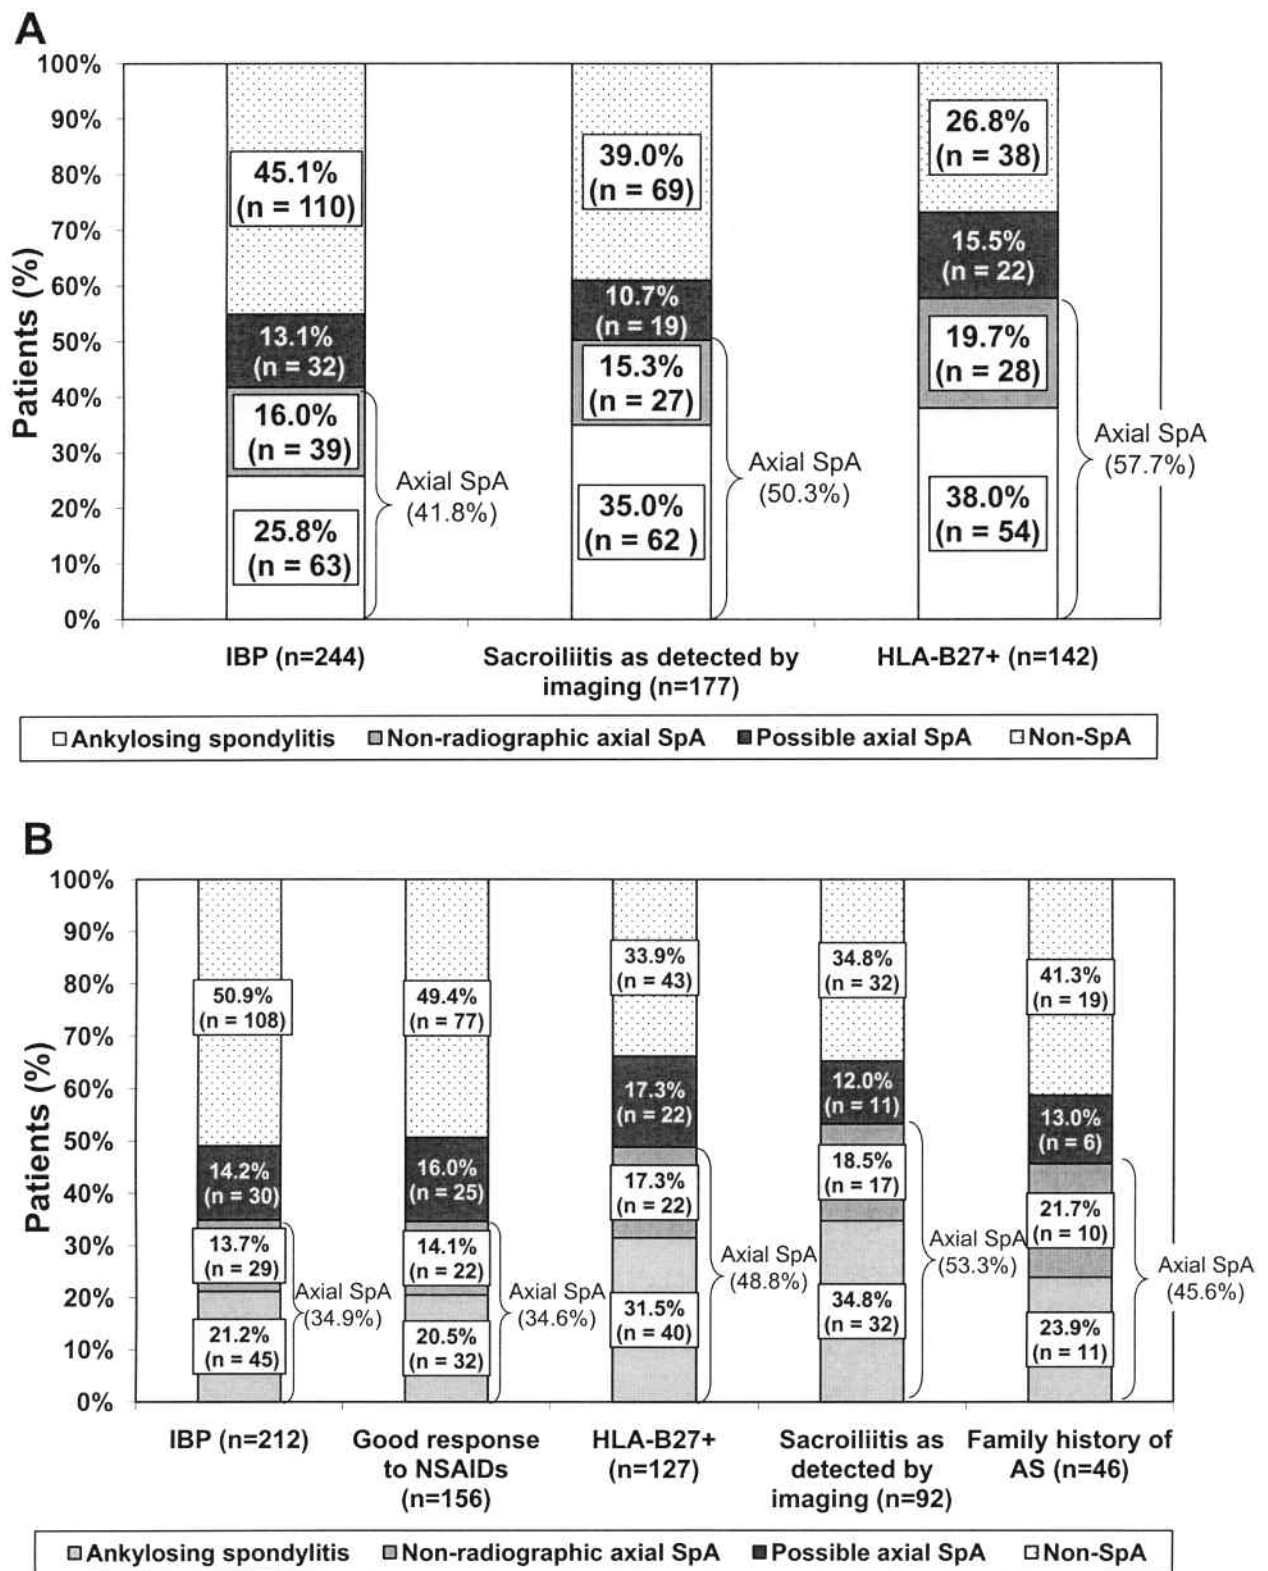 A
100%
90%
80%
70%
60%
50%
40%
30%
20%
10%
0%
Patients (%)
45.1%
(n = 110)
13.1%
(n = 32)
16.0%
(n = 39)
25.8%
(n = 63)
Axial SpA
(41.8%)
39.0%
(n = 69)
10.7%
(n = 19)
15.3%
(n = 27)
35.0%
(n = 62 )
Axial SpA
(50.3%)
26.8%
(n = 38)
15.5%
(n = 22)
19.7%
(n = 28)
38.0%
(n = 54)
Axial SpA
(57.7%)
IBP (n=244)
Sacroiliitis as detected by
imaging (n=177)
HLA-B27+ (n=142)
Ankylosing spondylitis Non-radiographic axial SpA Possible axial SpA Non-SpA
B
100%
90%
80%
70%
60%
50%
40%
30%
20%
10%
0%
Patients (%)
50.9%
(n = 108)
14.2%
(n = 30)
13.7%
(n = 29)
21.2%
(n = 45)
Axial SpA
(34.9%)
49.4%
(n = 77)
16.0%
(n = 25)
14.1%
(n = 22)
20.5%
(n = 32)
Axial SpA
(34.6%)
33.9%
(n = 43)
17.3%
(n = 22)
17.3%
(n = 22)
31.5%
(n = 40)
Axial SpA
(48.8%)
34.8%
(n = 32)
12.0%
(n = 11)
18.5%
(n = 17)
34.8%
(n = 32)
Axial SpA
(53.3%)
41.3%
(n = 19)
13.0%
(n = 6)
21.7%
(n = 10)
23.9%
(n = 11)
Axial SpA
(45.6%)
IBP (n=212)
Good response
to NSAIDs
(n=156)
HLA-B27+
(n=127)
Sacroiliitis as
detected by
imaging (n=92)
Family history of
AS (n=46)
Ankylosing spondylitis Non-radiographic axial SpA Possible axial SpA Non-SpA